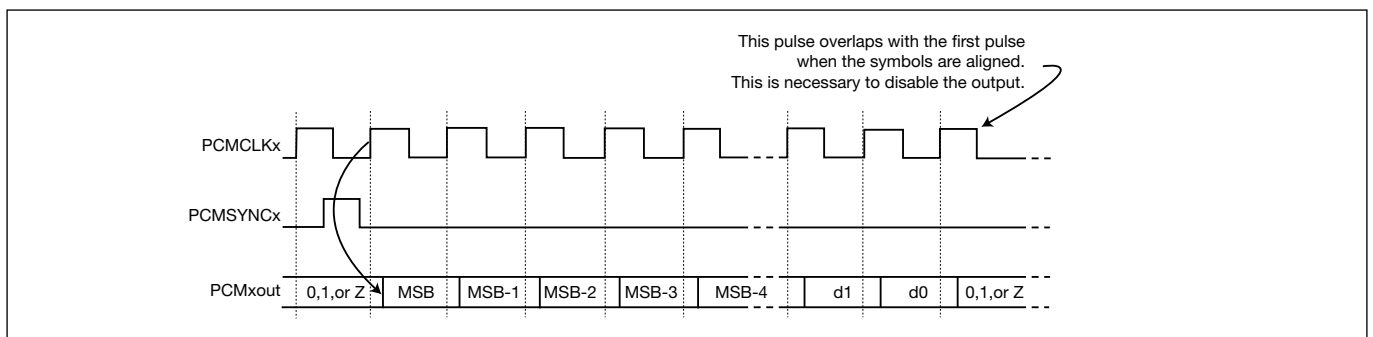 This pulse overlaps with the first pulse
when the symbols are aligned.
This is necessary to disable the output.
PCMCLKx
PCMSYNCx
PCMxout 0,1,or Z MSB MSB-1 MSB-2 MSB-3 MSB-4 d1 d0 0,1,or Z